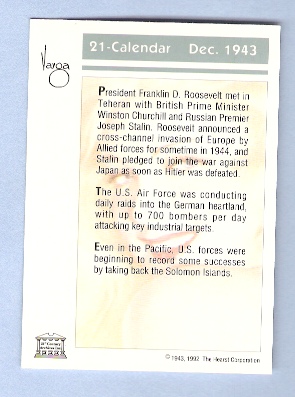 Varga
21-Calendar Dec. 1943
President Franklin D. Roosevelt met in
Teheran with British Prime Minister
Winston Churchill and Russian Premier
Joseph Stalin. Roosevelt announced a
cross-channel invasion of Europe by
Allied forces for sometime in 1944, and
Stalin pledged to join the war against
Japan as soon as Hitler was defeated.
The U.S. Air Force was conducting
daily raids into the German heartland,
with up to 700 bombers per day
attacking key industrial targets.
Even in the Pacific, U.S. forces were
beginning to record some successes
by taking back the Solomon Islands.
21st Century
Archives Inc.
© 1943, 1992 The Hearst Corporation